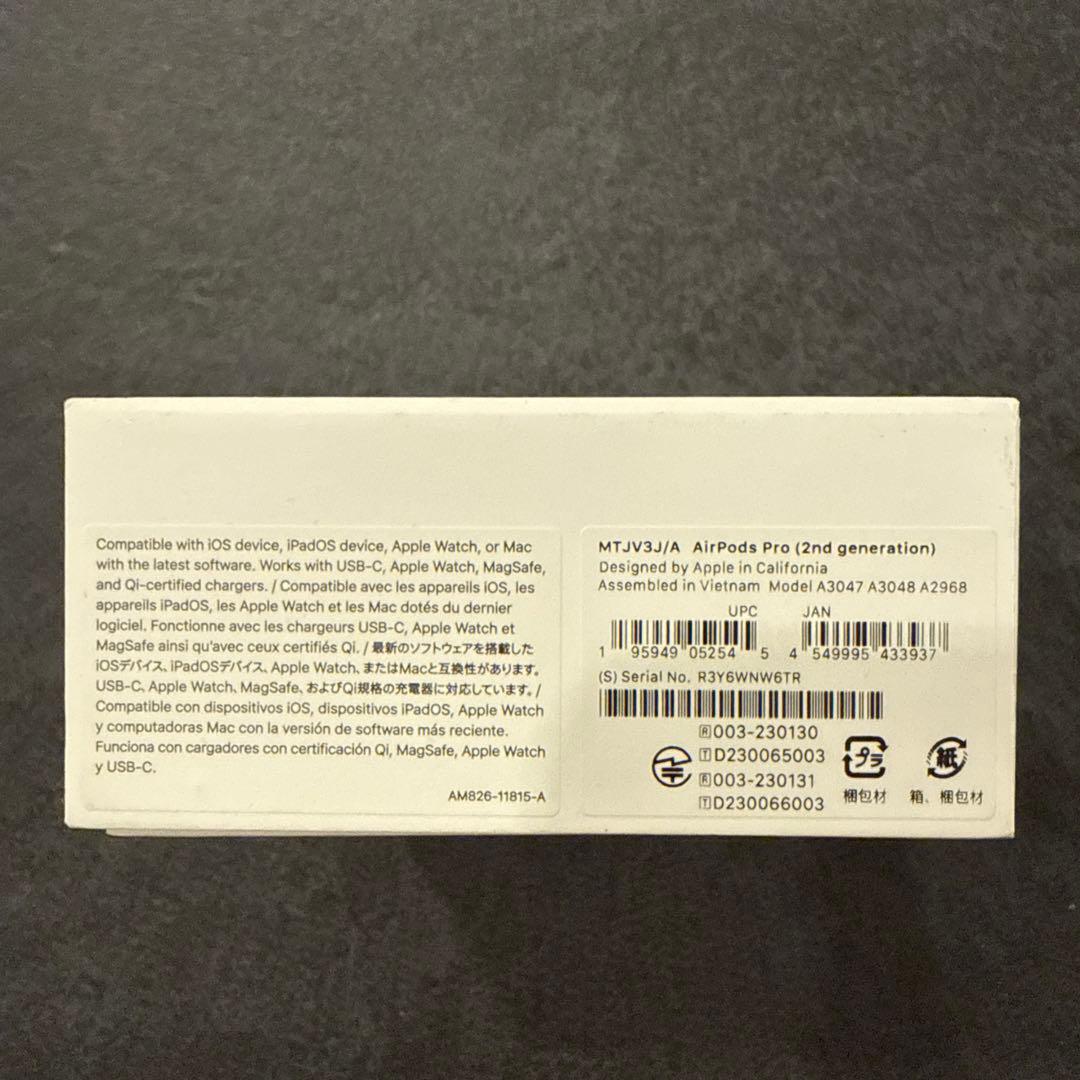 Compatible with iOS device, iPadOS device, Apple Watch, or Mac
with the latest software. Works with USB-C, Apple Watch, MagSafe,
and Qi-certified chargers. / Compatible avec les appareils iOS, les
appareils iPadOS, les Apple Watch et les Mac dotés du dernier
logiciel. Fonctionne avec les chargeurs USB-C, Apple Watch et
MagSafe ainsi qu'avec ceux certifiés Qi. / 最新のソフトウェアを搭載した
iOSデバイス、iPadOSデバイス、Apple Watch、またはMacと互換性があります。
USB-C、Apple Watch、MagSafe、およびQi規格の充電器に対応しています。/
Compatible con dispositivos iOS, dispositivos iPadOS, Apple Watch
y computadoras Mac con la versión de software más reciente.
Funciona con cargadores con certificación Qi, MagSafe, Apple Watch
y USB-C.
AM826-11815-A
MTJV3J/A AirPods Pro (2nd generation)
Designed by Apple in California
Assembled in Vietnam Model A3047 A3048 A2968
UPC JAN
1 95949 05254 5 4 549995 433937
(S) Serial No. R3Y6WNW6TR
R 003-230130
T D230065003
R 003-230131
T D230066003
プラ
梱包材
紙
箱、梱包材